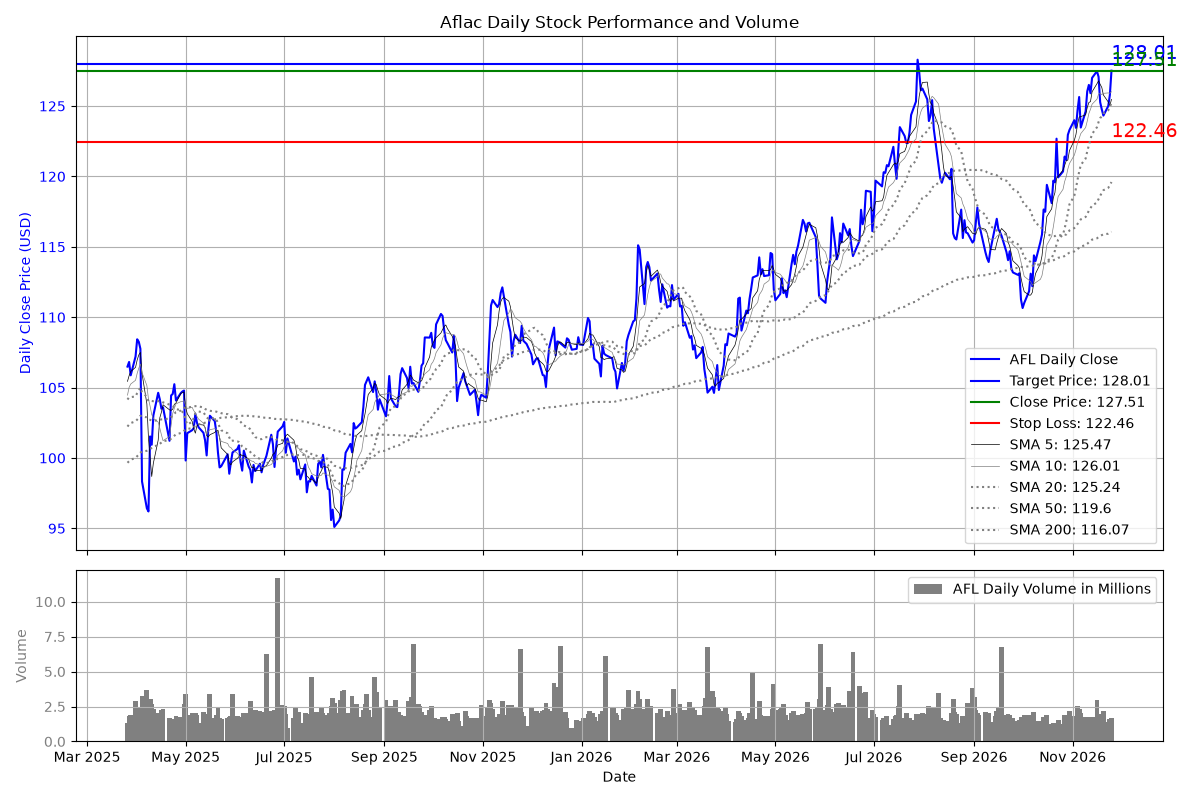 Aflac Daily Stock Performance and Volume
128.01
127.51
122.46
125
120
115
110
105
100
95
Daily Close Price (USD)
AFL Daily Close
Target Price: 128.01
Close Price: 127.51
Stop Loss: 122.46
SMA 5: 125.47
SMA 10: 126.01
SMA 20: 125.24
SMA 50: 119.6
SMA 200: 116.07
AFL Daily Volume in Millions
10.0
7.5
5.0
2.5
0.0
Volume
Mar 2025 May 2025 Jul 2025 Sep 2025 Nov 2025 Jan 2026 Mar 2026 May 2026 Jul 2026 Sep 2026 Nov 2026
Date